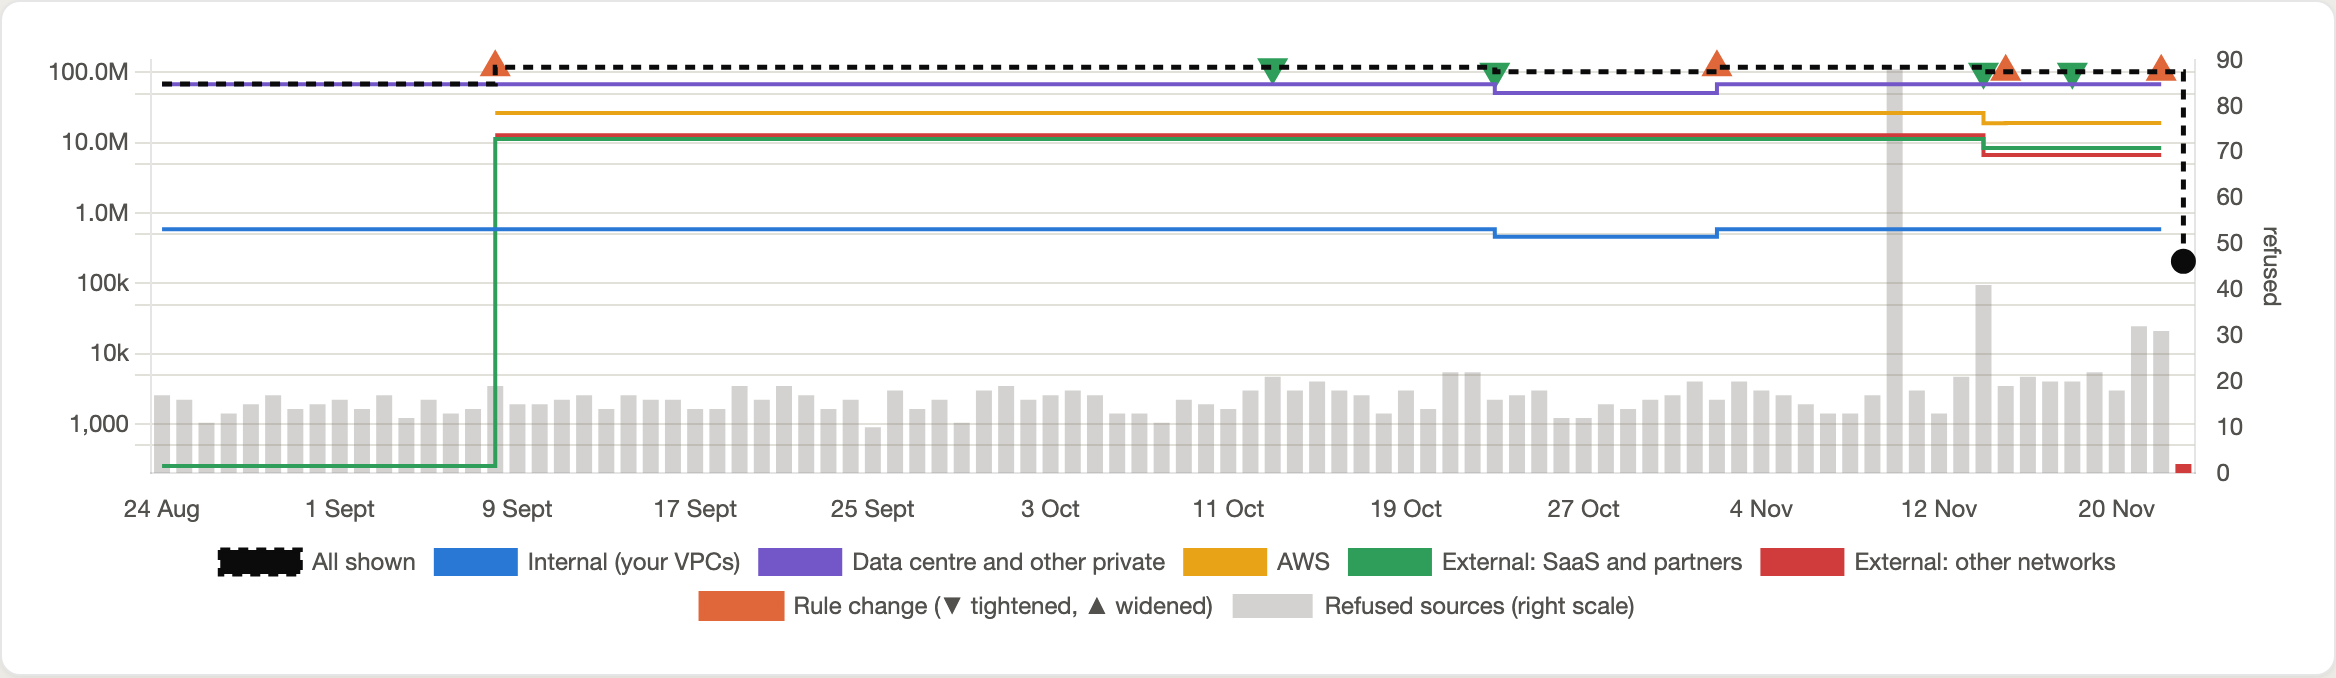 100.0M
10.0M
1.0M
100k
10k
1,000
90
80
70
60
50
40
30
20
10
0
refused
24 Aug 1 Sept 9 Sept 17 Sept 25 Sept 3 Oct 11 Oct 19 Oct 27 Oct 4 Nov 12 Nov 20 Nov
All shown Internal (your VPCs) Data centre and other private AWS External: SaaS and partners External: other networks
Rule change (▼ tightened, ▲ widened) Refused sources (right scale)